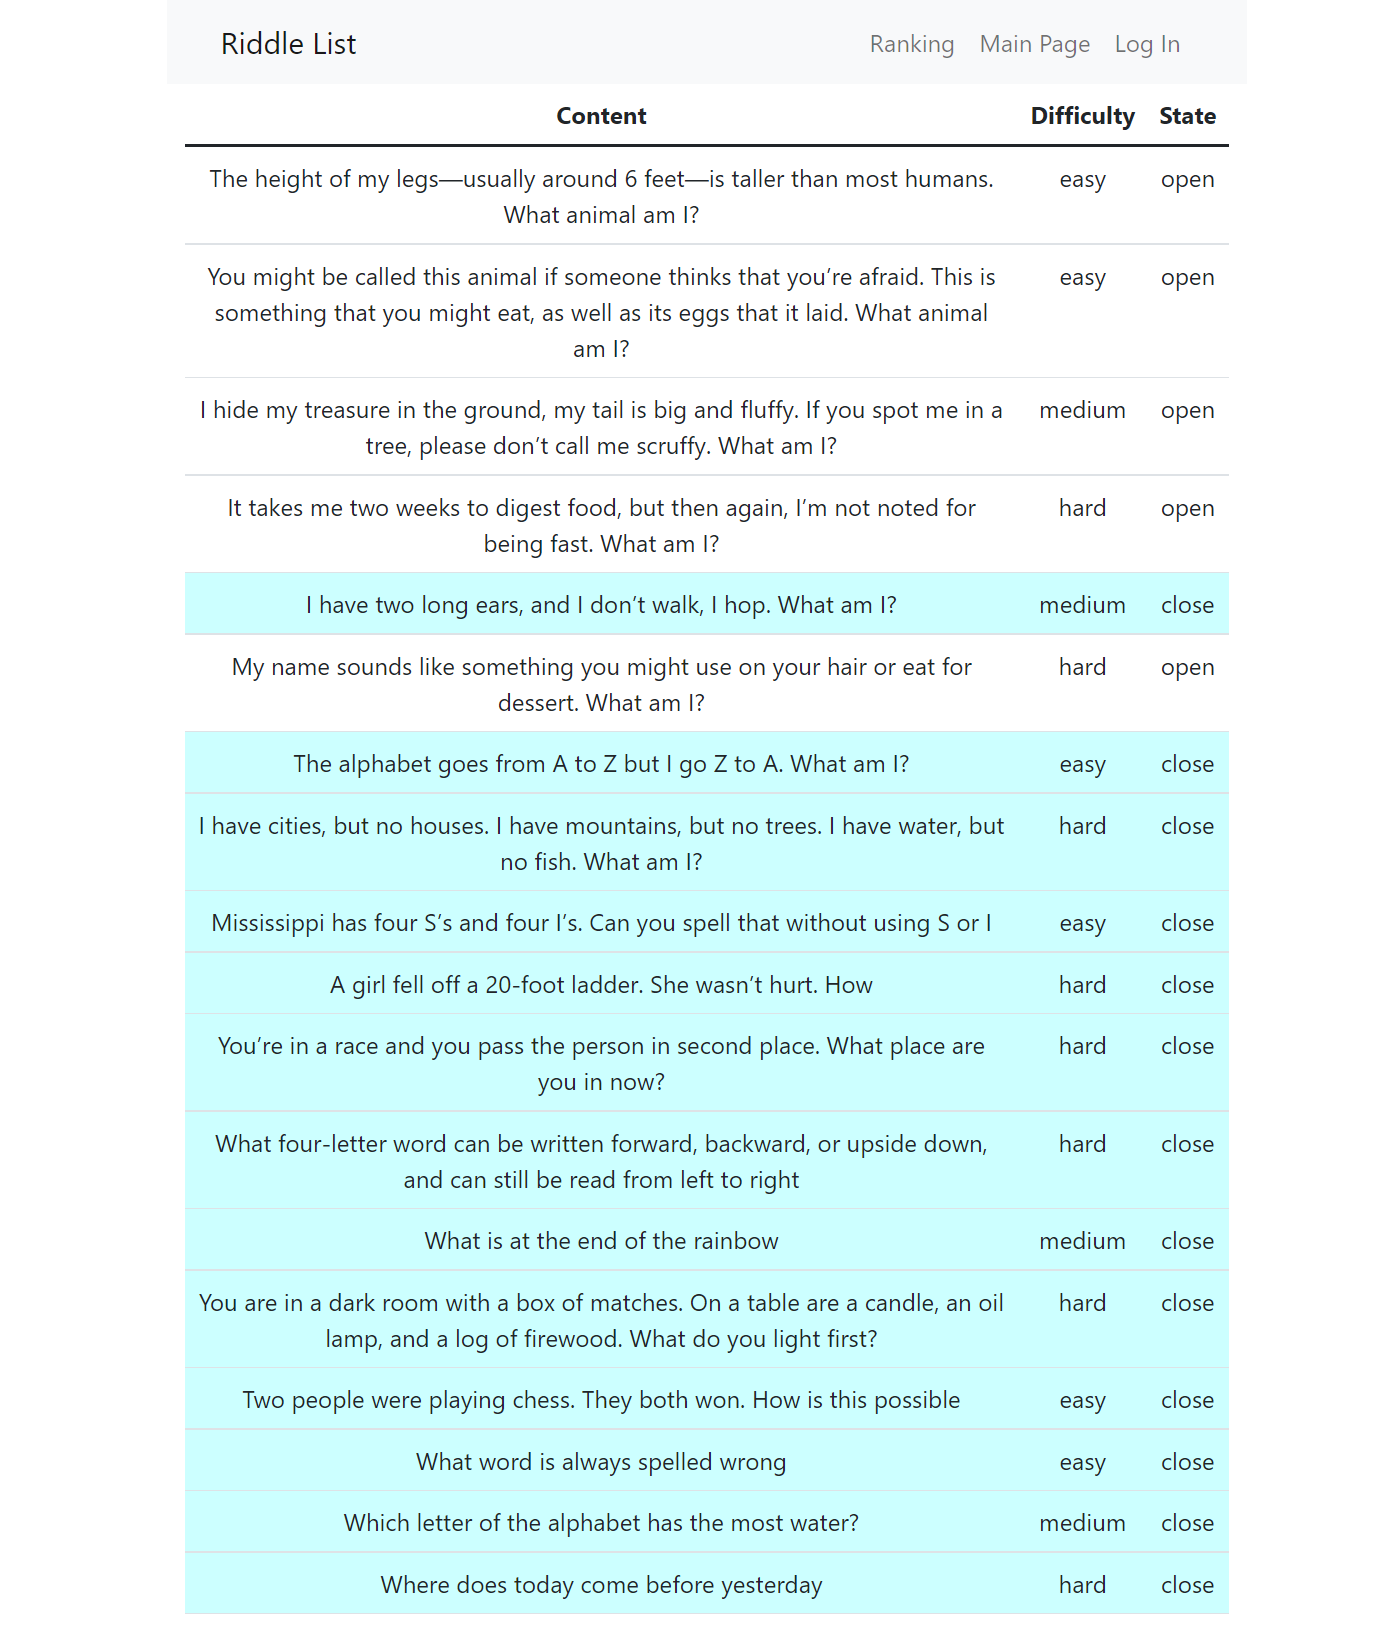 Riddle List
Ranking Main Page Log In
Content Difficulty State
The height of my legs—usually around 6 feet—is taller than most humans. easy open
What animal am I?
You might be called this animal if someone thinks that you’re afraid. This is easy open
something that you might eat, as well as its eggs that it laid. What animal
am I?
I hide my treasure in the ground, my tail is big and fluffy. If you spot me in a medium open
tree, please don’t call me scruffy. What am I?
It takes me two weeks to digest food, but then again, I’m not noted for hard open
being fast. What am I?
I have two long ears, and I don’t walk, I hop. What am I? medium close
My name sounds like something you might use on your hair or eat for hard open
dessert. What am I?
The alphabet goes from A to Z but I go Z to A. What am I? easy close
I have cities, but no houses. I have mountains, but no trees. I have water, but hard close
no fish. What am I?
Mississippi has four S’s and four I’s. Can you spell that without using S or I easy close
A girl fell off a 20-foot ladder. She wasn’t hurt. How hard close
You’re in a race and you pass the person in second place. What place are hard close
you in now?
What four-letter word can be written forward, backward, or upside down, hard close
and can still be read from left to right
What is at the end of the rainbow medium close
You are in a dark room with a box of matches. On a table are a candle, an oil hard close
lamp, and a log of firewood. What do you light first?
Two people were playing chess. They both won. How is this possible easy close
What word is always spelled wrong easy close
Which letter of the alphabet has the most water? medium close
Where does today come before yesterday hard close